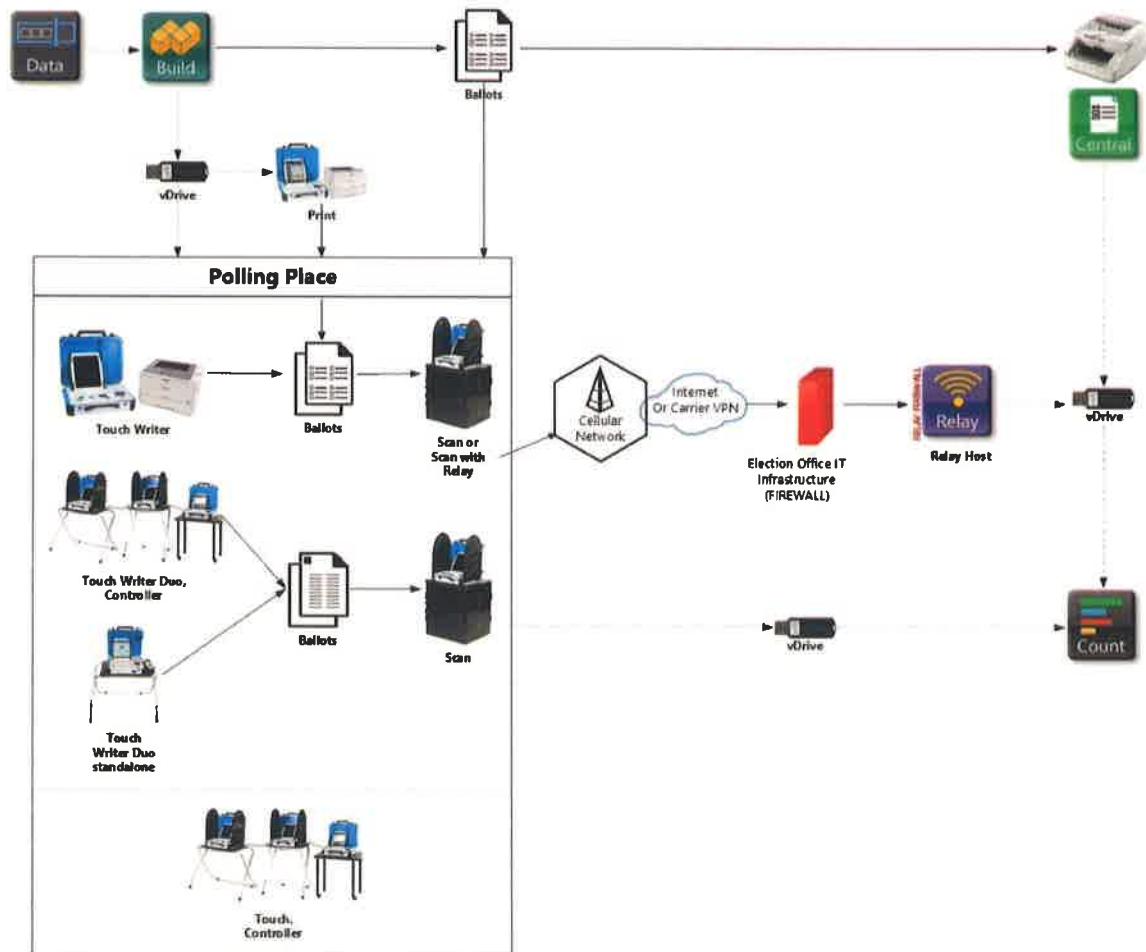 Data
Build
Ballots
Central
vDrive
Print
Polling Place
Touch Writer
Ballots
Scan or
Scan with
Relay
Cellular
Network
Internet
Or Carrier VPN
Election Office IT
Infrastructure
(FIREWALL)
RELAY FIREWALL
Relay
Relay Host
vDrive
Touch Writer Duo,
Controller
Ballots
Scan
vDrive
Count
Touch
Writer Duo
standalone
Touch,
Controller